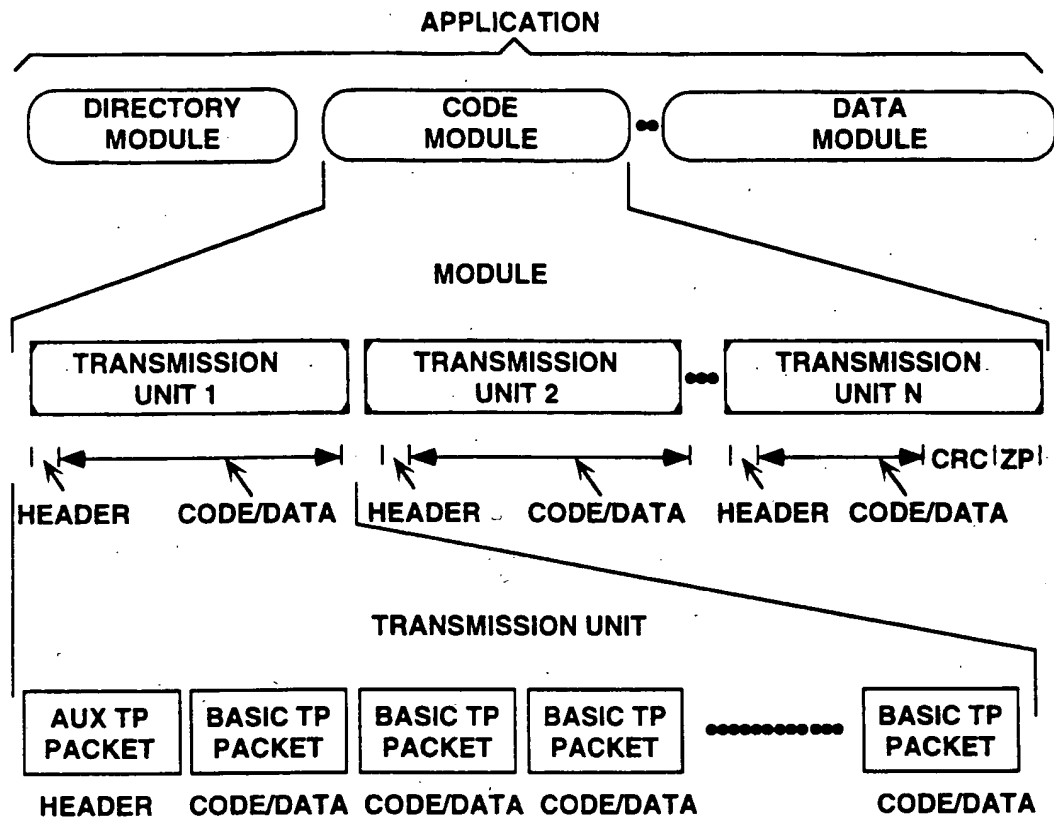 APPLICATION
DIRECTORY MODULE
CODE MODULE
DATA MODULE
MODULE
TRANSMISSION UNIT 1
TRANSMISSION UNIT 2
TRANSMISSION UNIT N
CRC ZP
HEADER CODE/DATA HEADER CODE/DATA HEADER CODE/DATA
TRANSMISSION UNIT
AUX TP PACKET
BASIC TP PACKET
BASIC TP PACKET
BASIC TP PACKET
BASIC TP PACKET
HEADER CODE/DATA CODE/DATA CODE/DATA CODE/DATA